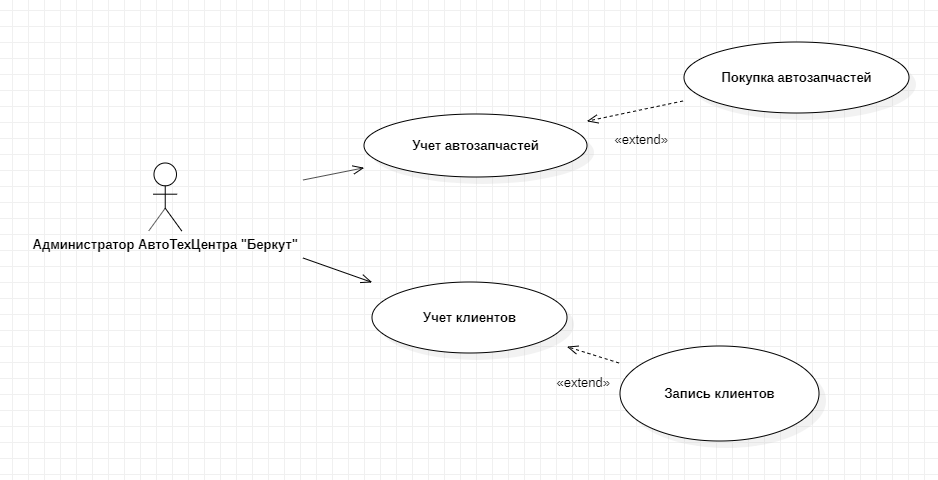 Покупка автозапчастей
«extend»
Учет автозапчастей
Администратор АвтоТехЦентра "Беркут"
Учет клиентов
«extend»
Запись клиентов